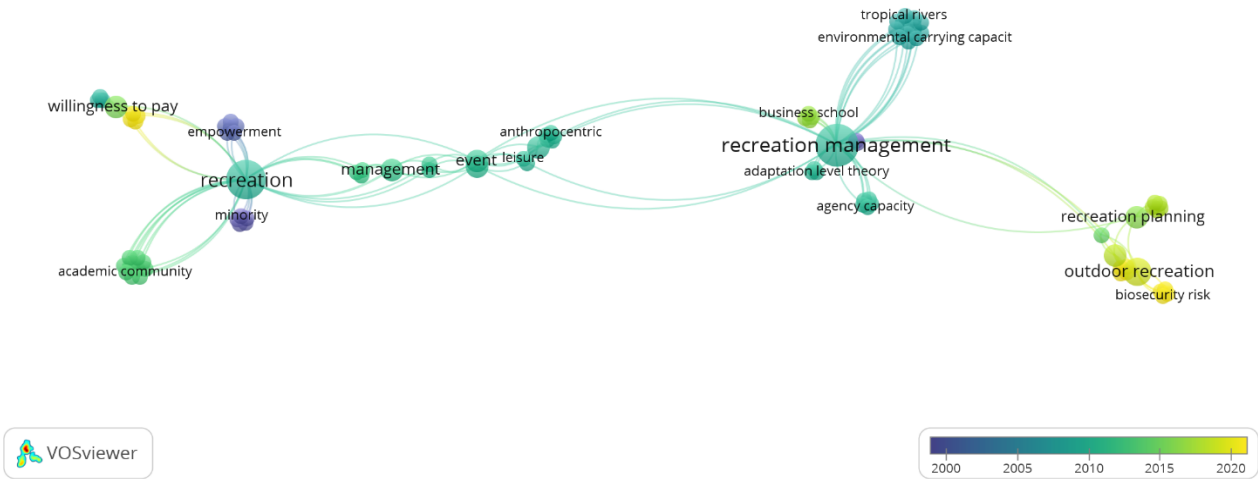 tropical rivers
environmental carrying capacit
willingness to pay
business school
empowerment
anthropocentric
recreation management
event
leisure
management
adaptation level theory
recreation
agency capacity
minority
recreation planning
academic community
outdoor recreation
biosecurity risk
VOSviewer
2000
2005
2010
2015
2020